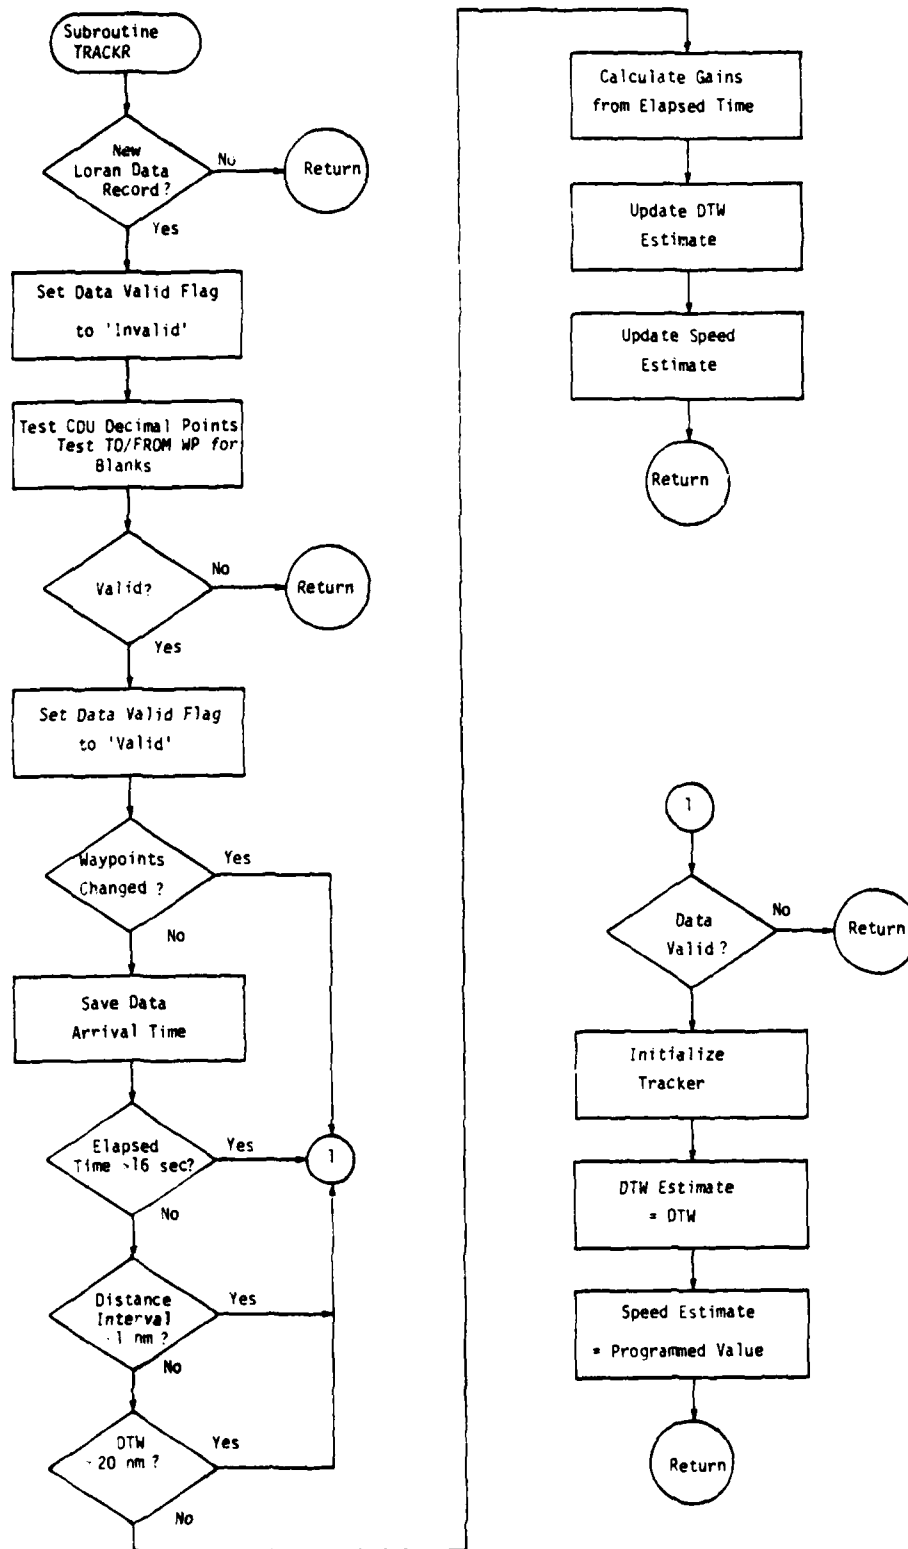 Subroutine
TRACKR
New
Loran Data
Record?
No
Return
Yes
Set Data Valid Flag
to 'Invalid'
Test CDU Decimal Points
Test TO/FROM WP for
Blanks
Valid?
No
Return
Yes
Set Data Valid Flag
to 'Valid'
Waypoints
Changed ?
Yes
No
Save Data
Arrival Time
Elapsed
Time >16 sec?
Yes
1
No
Distance
Interval
1 nm ?
Yes
No
DTW
20 nm ?
Yes
No
Calculate Gains
from Elapsed Time
Update DTW
Estimate
Update Speed
Estimate
Return
1
Data
Valid?
No
Return
Initialize
Tracker
DTW Estimate
= DTW
Speed Estimate
= Programmed Value
Return